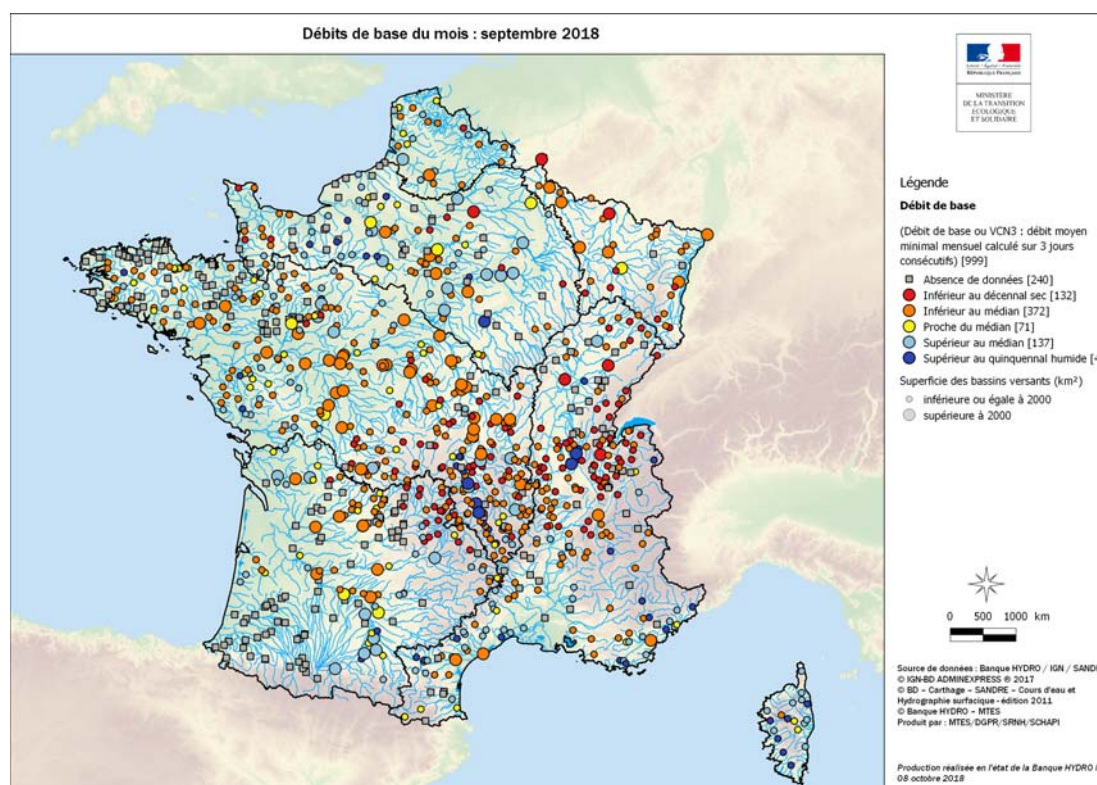 Débits de base du mois : septembre 2018
RÉPUBLIQUE FRANÇAISE
MINISTÈRE
DE LA TRANSITION
ÉCOLOGIQUE
ET SOLIDAIRE
Légende
Débit de base
(Débit de base ou VCN3 : débit moyen
minimal mensuel calculé sur 3 jours
consécutifs) [999]
Absence de données [240]
Inférieur au décennal sec [132]
Inférieur au médian [372]
Proche du médian [71]
Supérieur au médian [137]
Supérieur au quinquennal humide [4
Superficie des bassins versants (km²)
inférieure ou égale à 2000
supérieure à 2000
0 500 1000 km
Source de données : Banque HYDRO / IGN / SAND
© IGN-BD ADMINEXPRESS ® 2017
© BD – Carthage – SANDRE – Cours d'eau et
Hydrographie surfacique - édition 2011
© Banque HYDRO – MTES
Produit par : MTES/DGPR/SRNH/SCHAPI
Production réalisée en l'état de la Banque HYDRO
08 octobre 2018